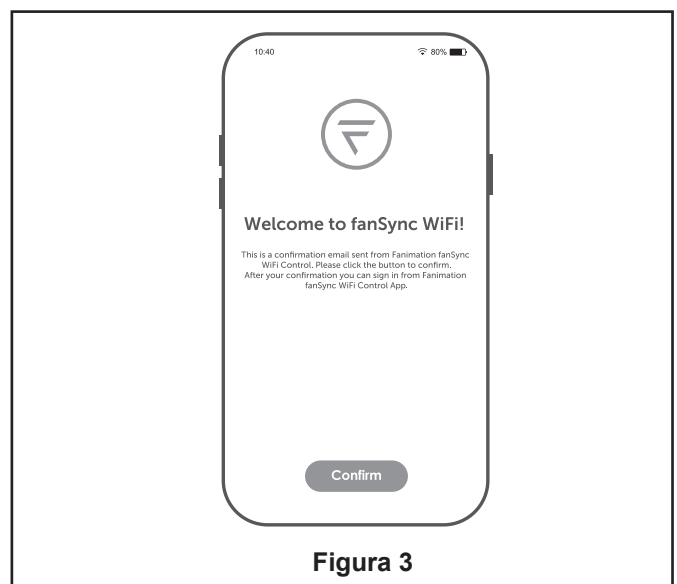 10:40
80%
Welcome to fanSync WiFi!
This is a confirmation email sent from Fanimation fanSync
WiFi Control. Please click the button to confirm.
After your confirmation you can sign in from Fanimation
fanSync WiFi Control App.
Confirm
Figura 3